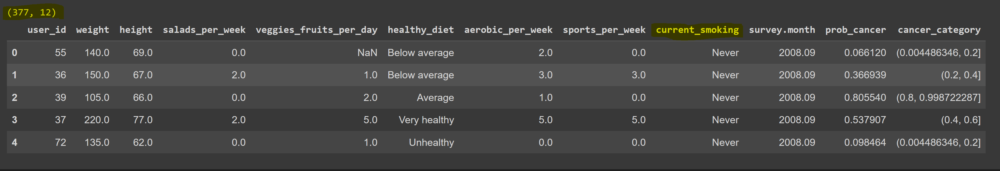 (377, 12)
user_id weight height salads_per_week veggies_fruits_per_day healthy_diet aerobic_per_week sports_per_week current_smoking survey.month prob_cancer cancer_category
0 55 140.0 69.0 0.0 NaN Below average 2.0 0.0 Never 2008.09 0.066120 (0.004486346, 0.2]
1 36 150.0 67.0 2.0 1.0 Below average 3.0 3.0 Never 2008.09 0.366939 (0.2, 0.4]
2 39 105.0 66.0 0.0 2.0 Average 1.0 0.0 Never 2008.09 0.805540 (0.8, 0.998722287]
3 37 220.0 77.0 2.0 5.0 Very healthy 5.0 5.0 Never 2008.09 0.537907 (0.4, 0.6]
4 72 135.0 62.0 0.0 1.0 Unhealthy 0.0 0.0 Never 2008.09 0.098464 (0.004486346, 0.2]